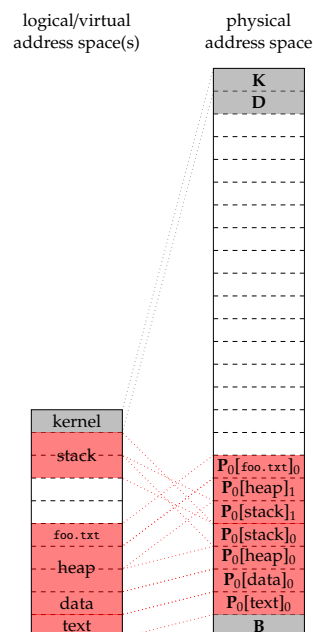 logical/virtual
address space(s)
physical
address space
K
D
kernel
stack
foo.txt
heap
data
text
P₀[foo.txt]₀
P₀[heap]₁
P₀[stack]₁
P₀[stack]₀
P₀[heap]₀
P₀[data]₀
P₀[text]₀
B